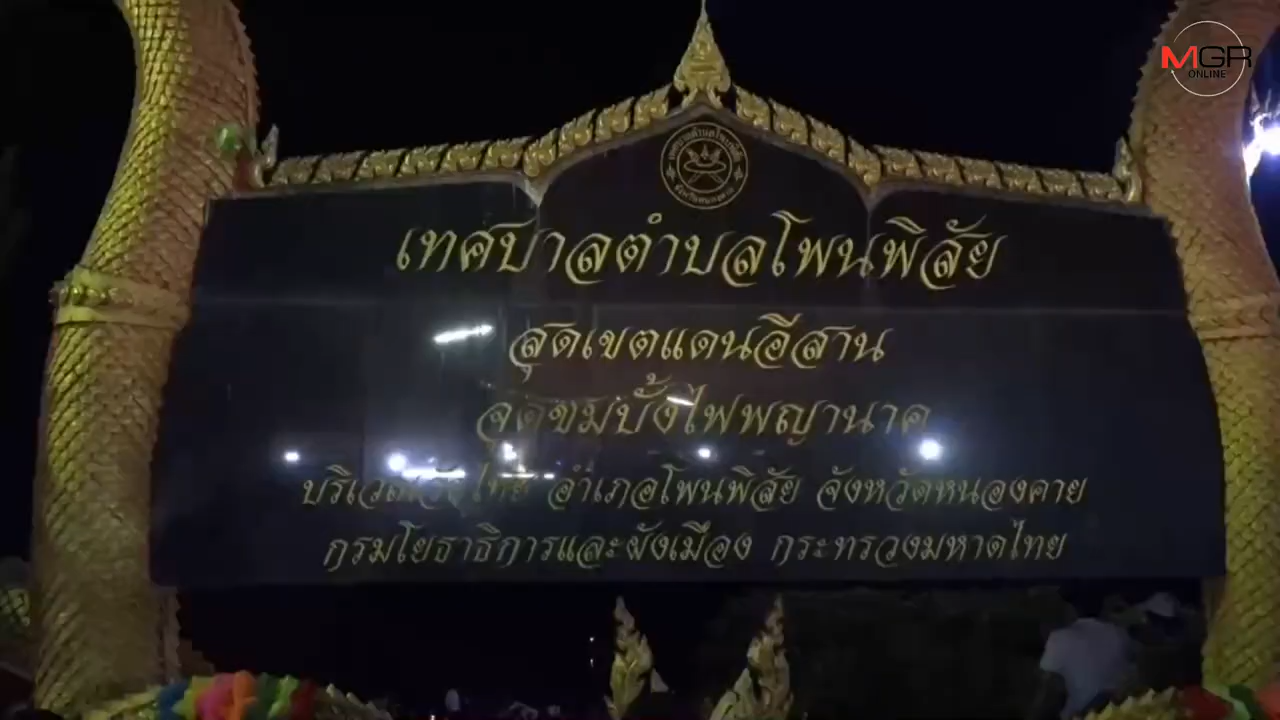 MGR
ONLINE
เทศบาลตำบลโพนพิสัย
สุดเขตแดนอีสาน
จุดชมบั้งไฟพญานาค
บริเวณวัดไทย อำเภอโพนพิสัย จังหวัดหนองคาย
กรมโยธาธิการและผังเมือง กระทรวงมหาดไทย